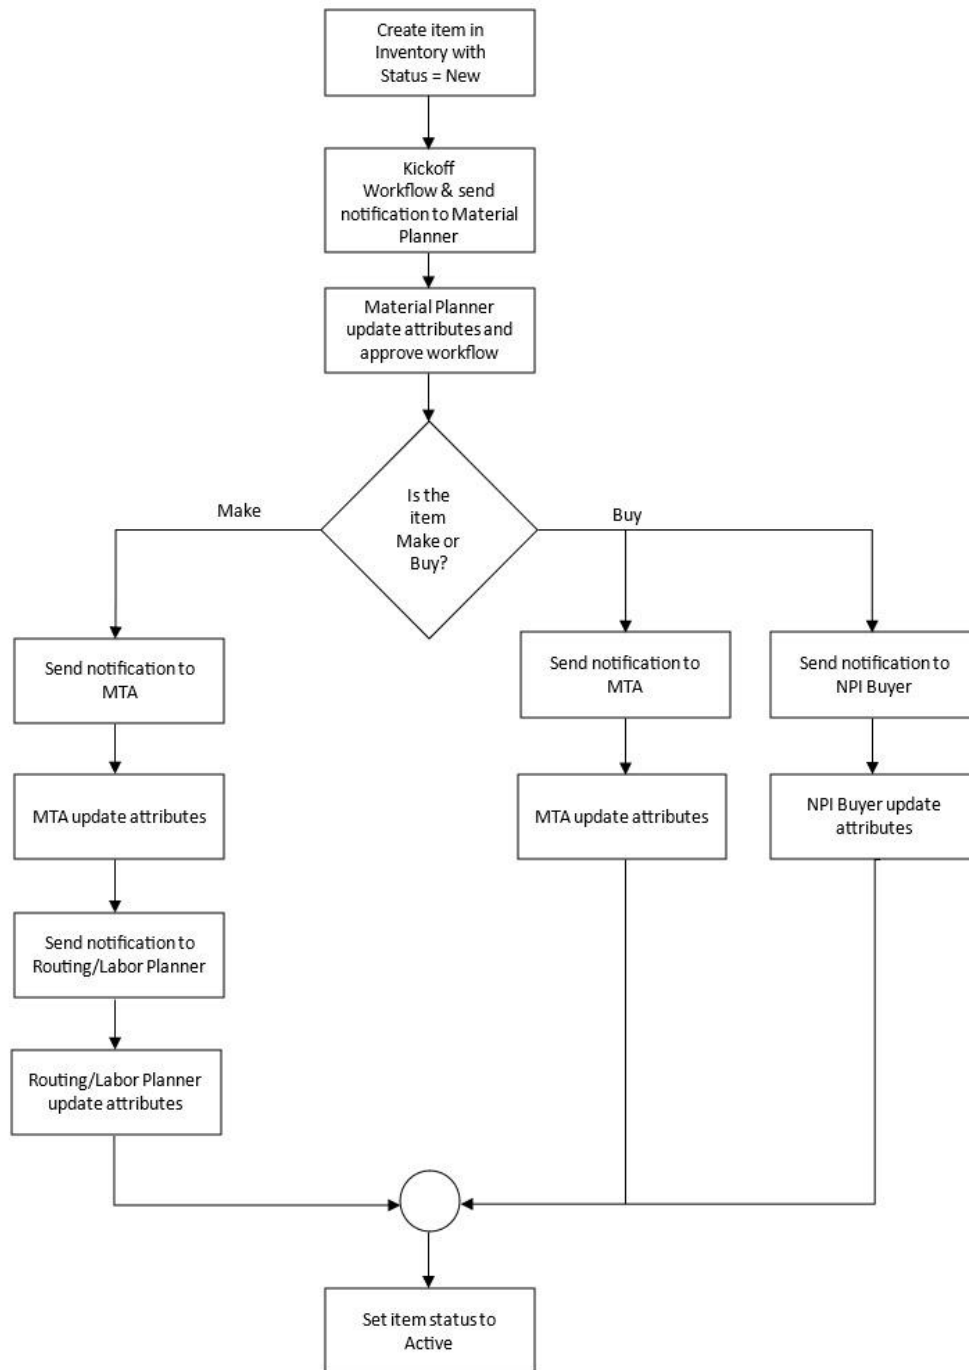 Create item in
Inventory with
Status = New
Kickoff
Workflow & send
notification to Material
Planner
Material Planner
update attributes and
approve workflow
Is the
item
Make or
Buy?
Make
Buy
Send notification to
MTA
MTA update attributes
Send notification to
Routing/Labor Planner
Routing/Labor Planner
update attributes
Send notification to
MTA
MTA update attributes
Send notification to
NPI Buyer
NPI Buyer update
attributes
Set item status to
Active